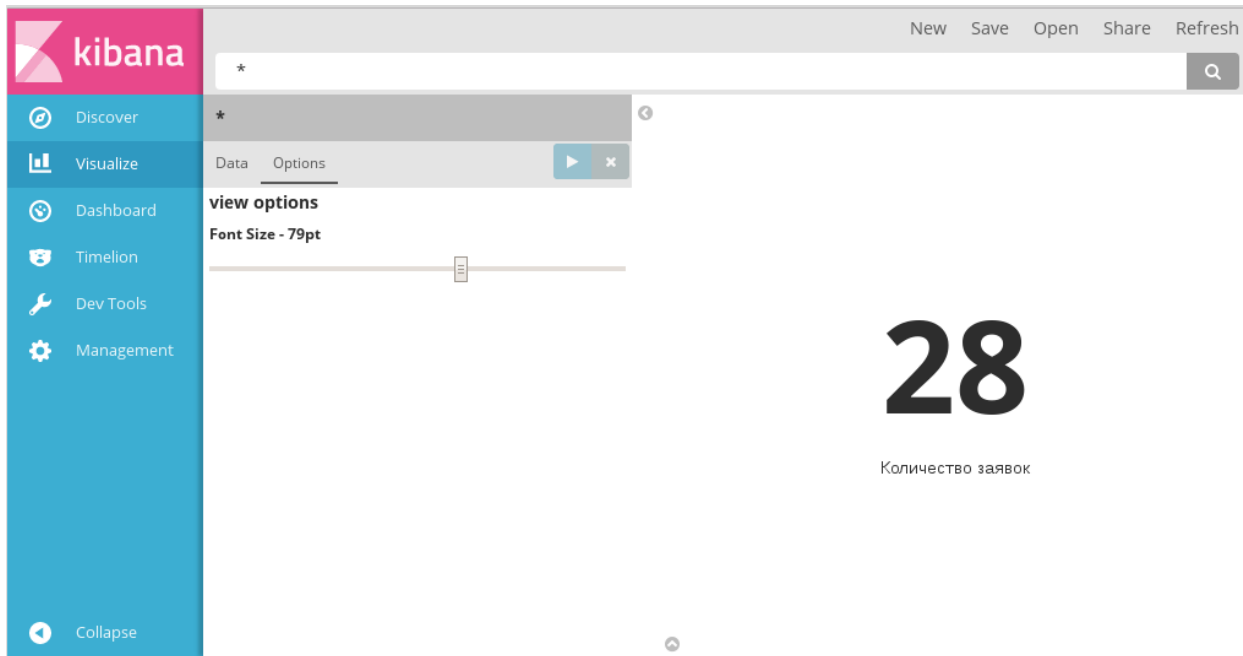 kibana
New Save Open Share Refresh
*
Discover
Visualize
Dashboard
Timelion
Dev Tools
Management
Collapse
*
Data Options
view options
Font Size - 79pt
28
Количество заявок